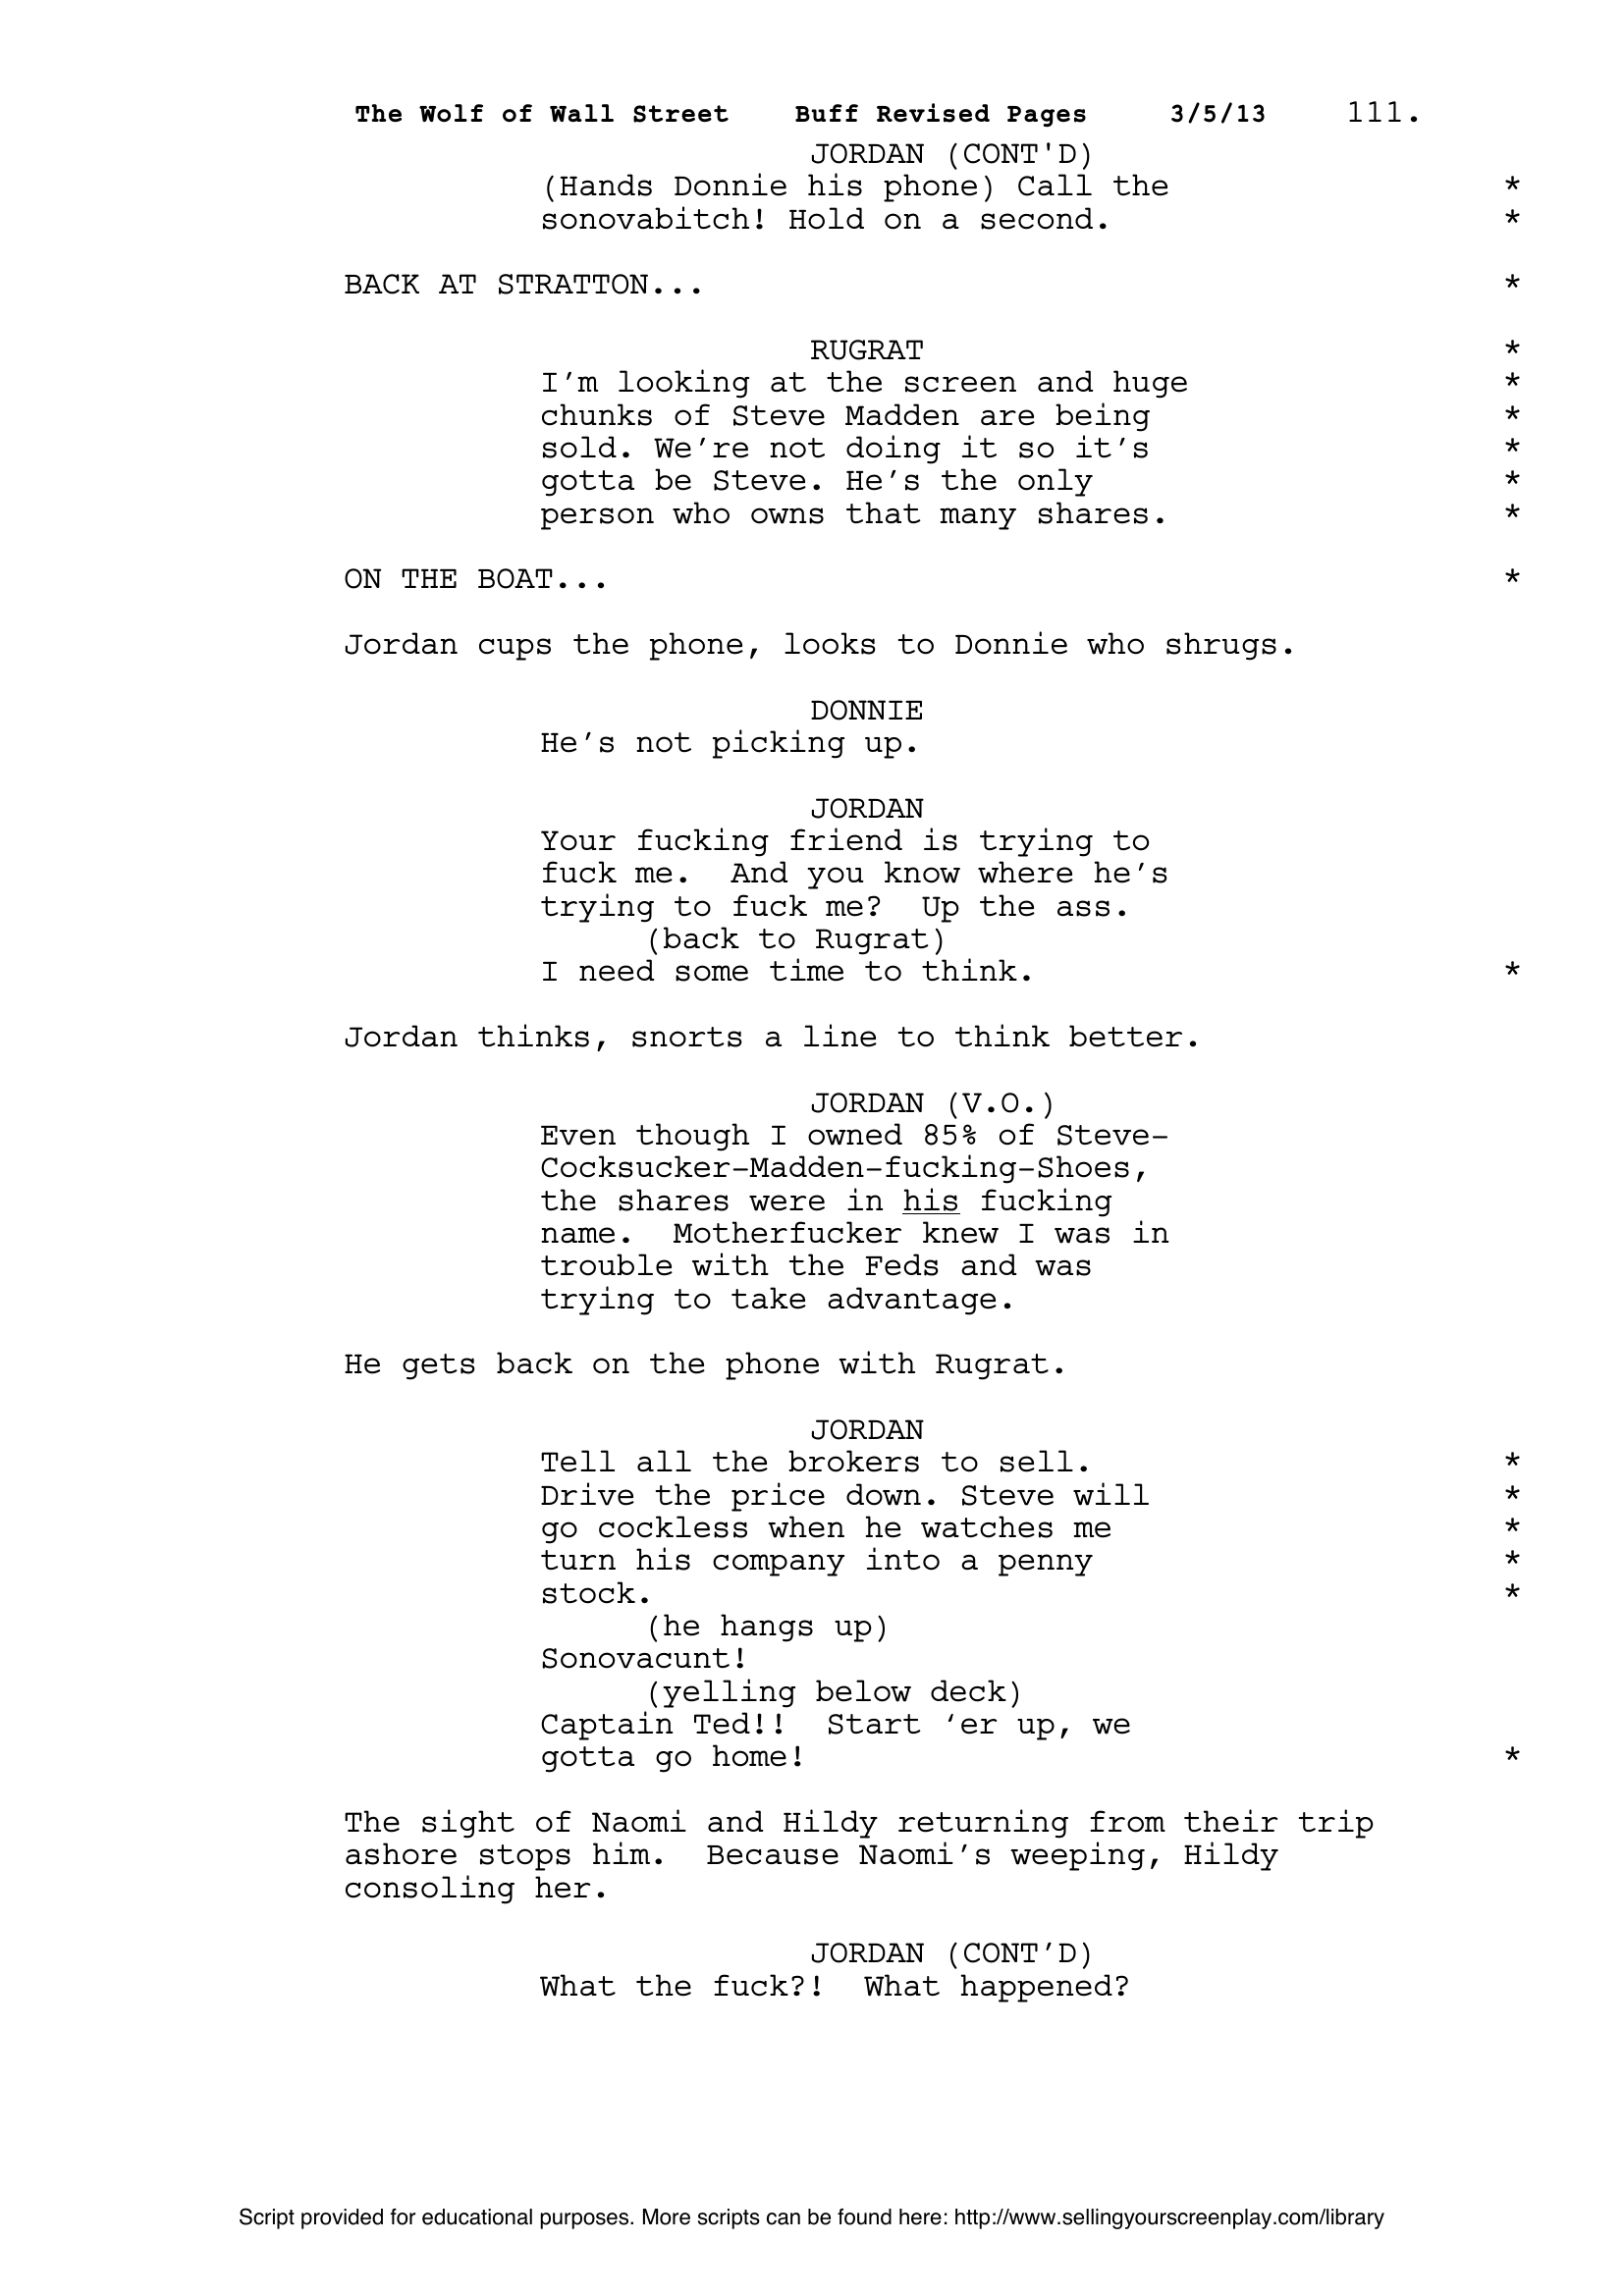 The Wolf of Wall Street    Buff Revised Pages    3/5/13    111.
JORDAN (CONT'D)
(Hands Donnie his phone) Call the *
sonovabitch! Hold on a second. *
BACK AT STRATTON... *
RUGRAT *
I’m looking at the screen and huge *
chunks of Steve Madden are being *
sold. We’re not doing it so it’s *
gotta be Steve. He’s the only *
person who owns that many shares. *
ON THE BOAT... *
Jordan cups the phone, looks to Donnie who shrugs.
DONNIE
He’s not picking up.
JORDAN
Your fucking friend is trying to
fuck me.  And you know where he’s
trying to fuck me?  Up the ass.
(back to Rugrat)
I need some time to think. *
Jordan thinks, snorts a line to think better.
JORDAN (V.O.)
Even though I owned 85% of Steve-
Cocksucker-Madden-fucking-Shoes,
the shares were in his fucking
name.  Motherfucker knew I was in
trouble with the Feds and was
trying to take advantage.
He gets back on the phone with Rugrat.
JORDAN
Tell all the brokers to sell. *
Drive the price down. Steve will *
go cockless when he watches me *
turn his company into a penny *
stock. *
(he hangs up)
Sonovacunt!
(yelling below deck)
Captain Ted!!  Start ‘er up, we
gotta go home! *
The sight of Naomi and Hildy returning from their trip
ashore stops him.  Because Naomi’s weeping, Hildy
consoling her.
JORDAN (CONT’D)
What the fuck?!  What happened?
Script provided for educational purposes. More scripts can be found here: http://www.sellingyourscreenplay.com/library